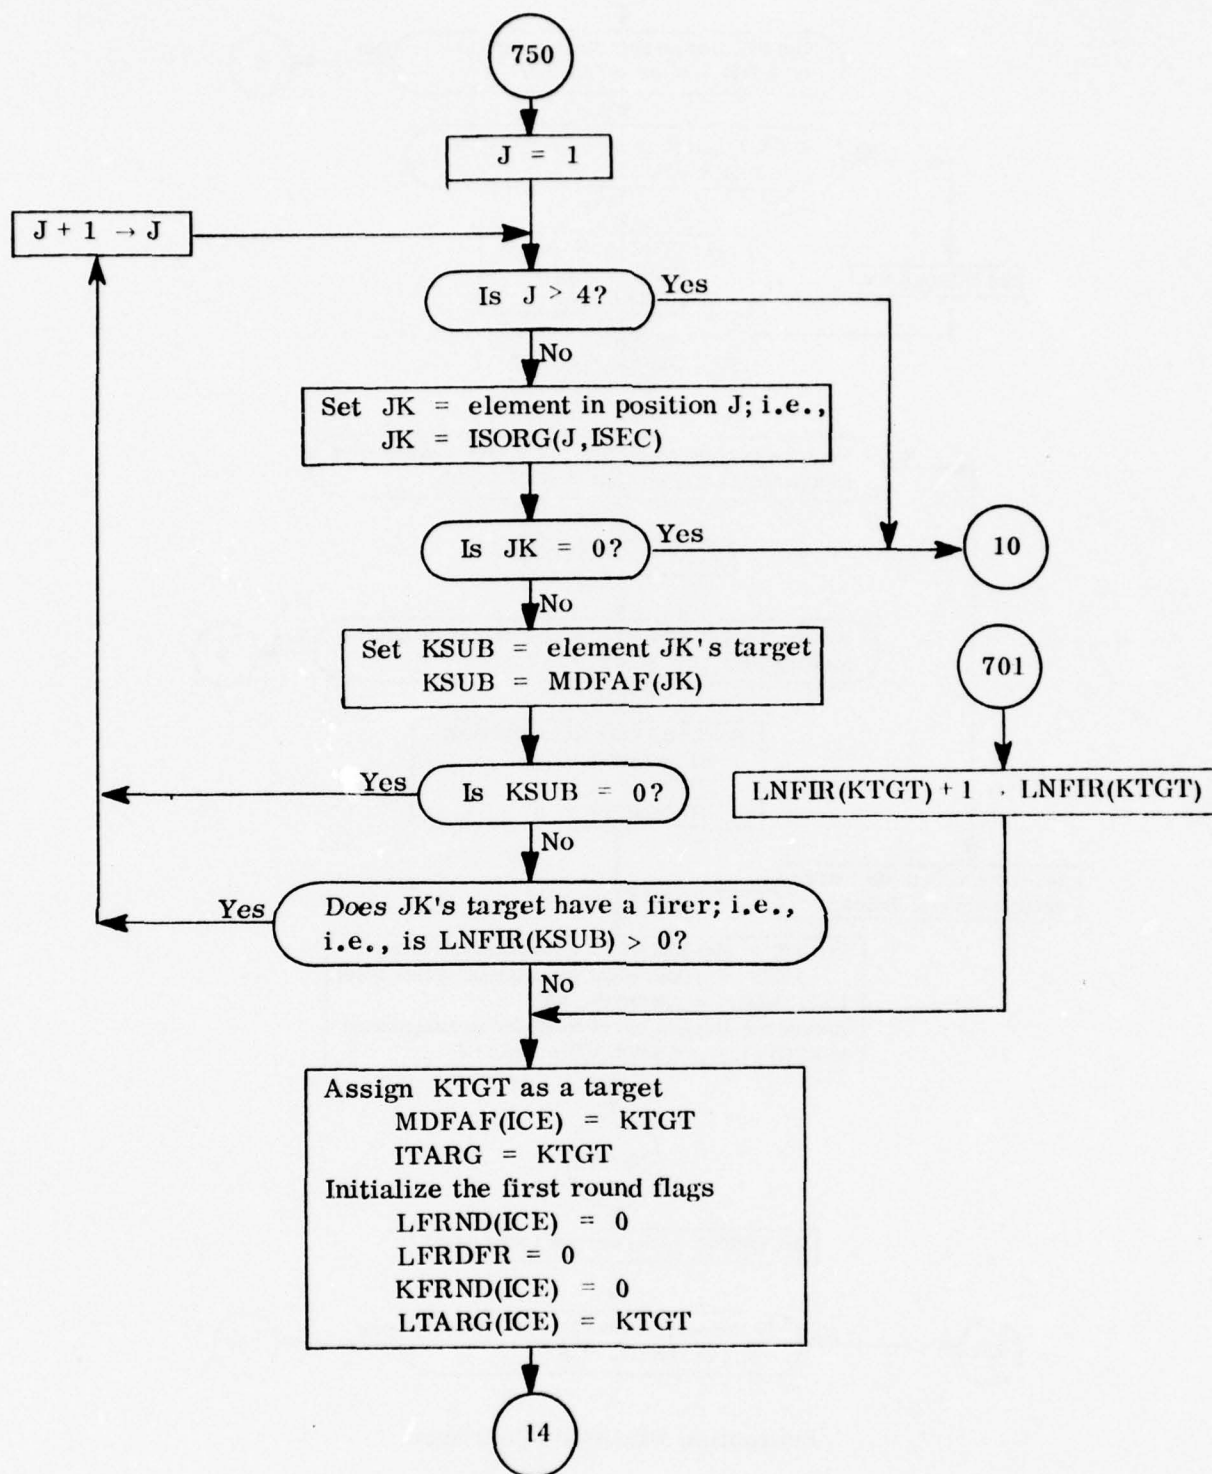 750
J = 1
J + 1 → J
Is J > 4?
Yes
No
Set JK = element in position J; i.e.,
JK = ISORG(J,ISEC)
Is JK = 0?
Yes
10
No
Set KSUB = element JK's target
KSUB = MDFAF(JK)
701
Yes
Is KSUB = 0?
LNFIR(KTGT) + 1 → LNFIR(KTGT)
No
Yes
Does JK's target have a firer; i.e.,
i.e., is LNFIR(KSUB) > 0?
No
Assign KTGT as a target
MDFAF(ICE) = KTGT
ITARG = KTGT
Initialize the first round flags
LFRND(ICE) = 0
LFRDFR = 0
KFRND(ICE) = 0
LTARG(ICE) = KTGT
14